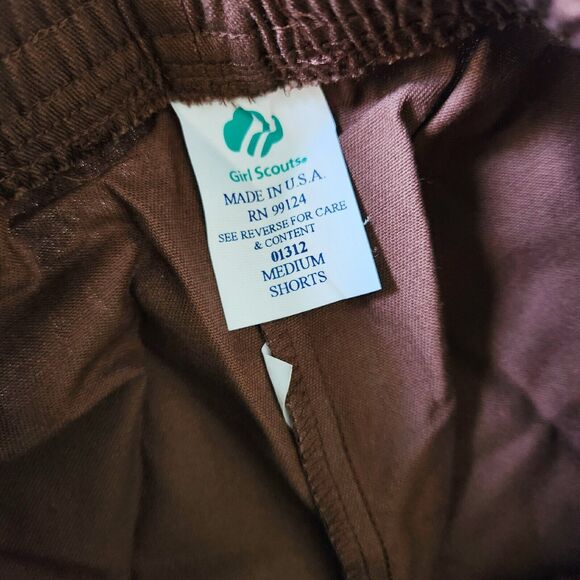 Girl Scouts®
MADE IN U.S.A.
RN 99124
SEE REVERSE FOR CARE
& CONTENT
01312
MEDIUM
SHORTS